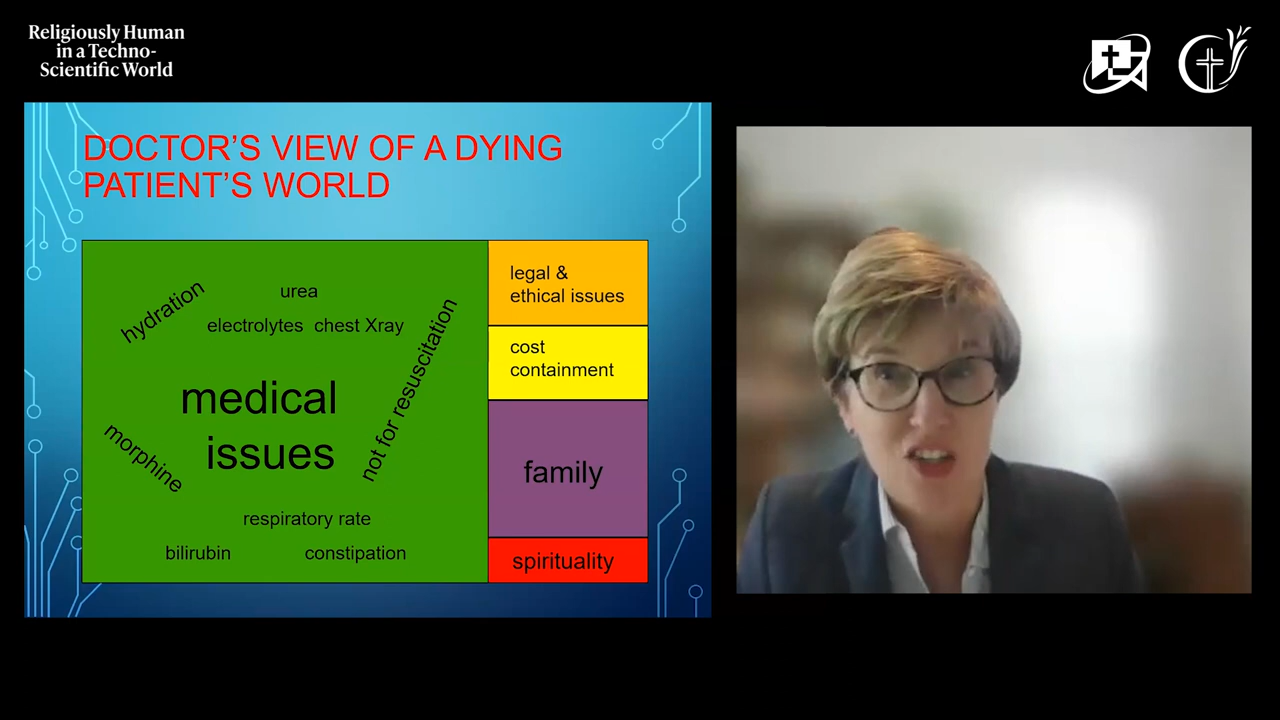 Religiously Human
in a Techno-
Scientific World
DOCTOR'S VIEW OF A DYING
PATIENT'S WORLD
hydration
urea
electrolytes chest Xray
not for resuscitation
medical
issues
morphine
respiratory rate
bilirubin constipation
legal &
ethical issues
cost
containment
family
spirituality